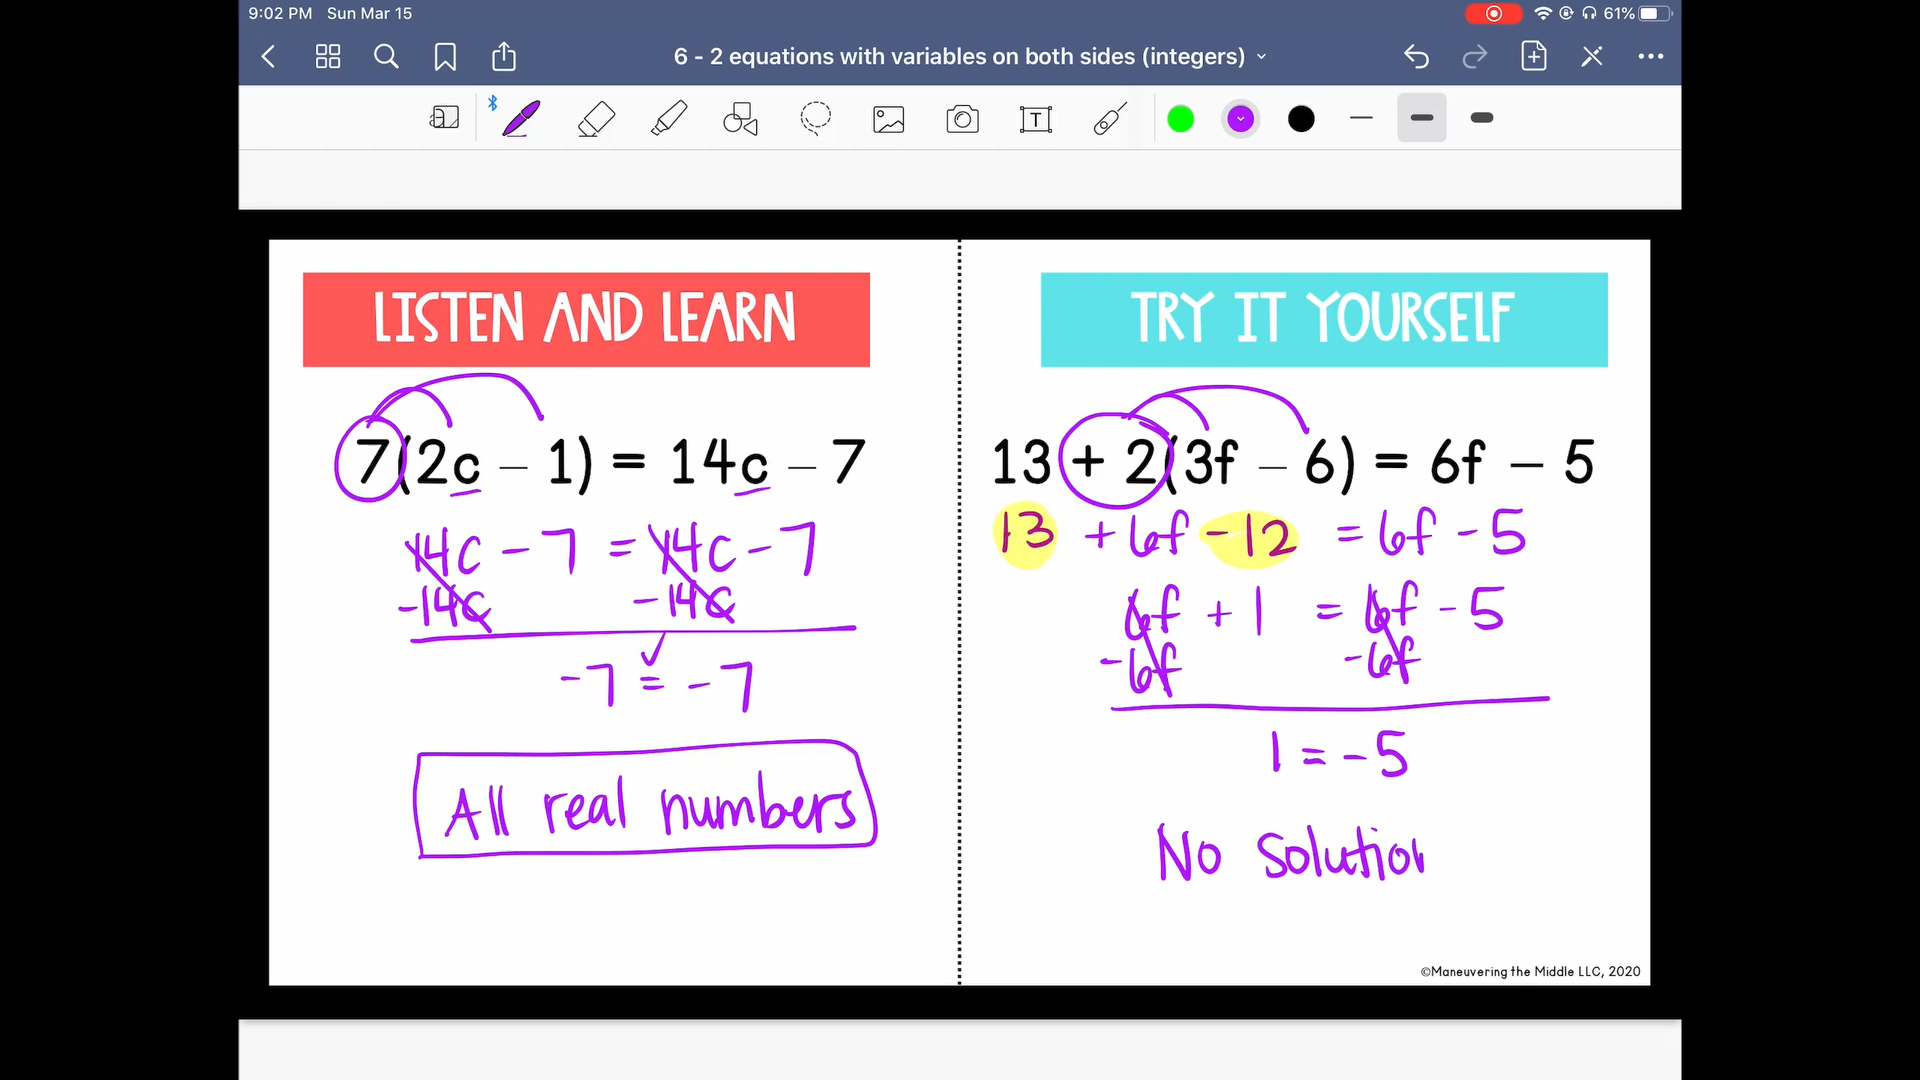 9:02 PM Sun Mar 15
61%
6 - 2 equations with variables on both sides (integers)
T
LISTEN AND LEARN
7(2c – 1) = 14c – 7
14c - 7 = 14c - 7
-14c -14c
-7 = -7
All real numbers
TRY IT YOURSELF
13 + 2(3f – 6) = 6f – 5
13 + 6f - 12 = 6f - 5
6f + 1 = 6f - 5
-6f -6f
1 = -5
No solution
©Maneuvering the Middle LLC, 2020